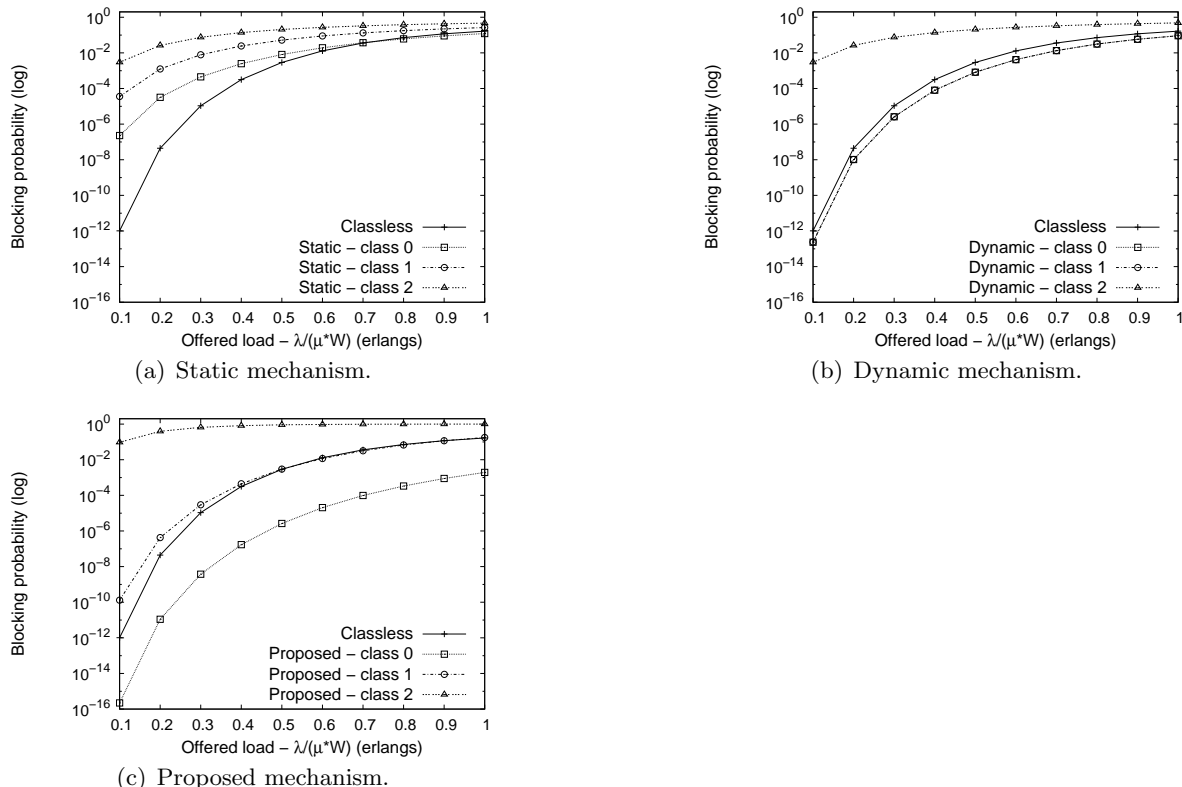 Blocking probability (log)
10^0
10^-2
10^-4
10^-6
10^-8
10^-10
10^-12
10^-14
10^-16
Classless
Static – class 0
Static – class 1
Static – class 2
0.1 0.2 0.3 0.4 0.5 0.6 0.7 0.8 0.9 1
Offered load – λ/(μ*W) (erlangs)
(a) Static mechanism.
Blocking probability (log)
10^0
10^-2
10^-4
10^-6
10^-8
10^-10
10^-12
10^-14
10^-16
Classless
Dynamic – class 0
Dynamic – class 1
Dynamic – class 2
0.1 0.2 0.3 0.4 0.5 0.6 0.7 0.8 0.9 1
Offered load – λ/(μ*W) (erlangs)
(b) Dynamic mechanism.
Blocking probability (log)
10^0
10^-2
10^-4
10^-6
10^-8
10^-10
10^-12
10^-14
10^-16
Classless
Proposed – class 0
Proposed – class 1
Proposed – class 2
0.1 0.2 0.3 0.4 0.5 0.6 0.7 0.8 0.9 1
Offered load – λ/(μ*W) (erlangs)
(c) Proposed mechanism.